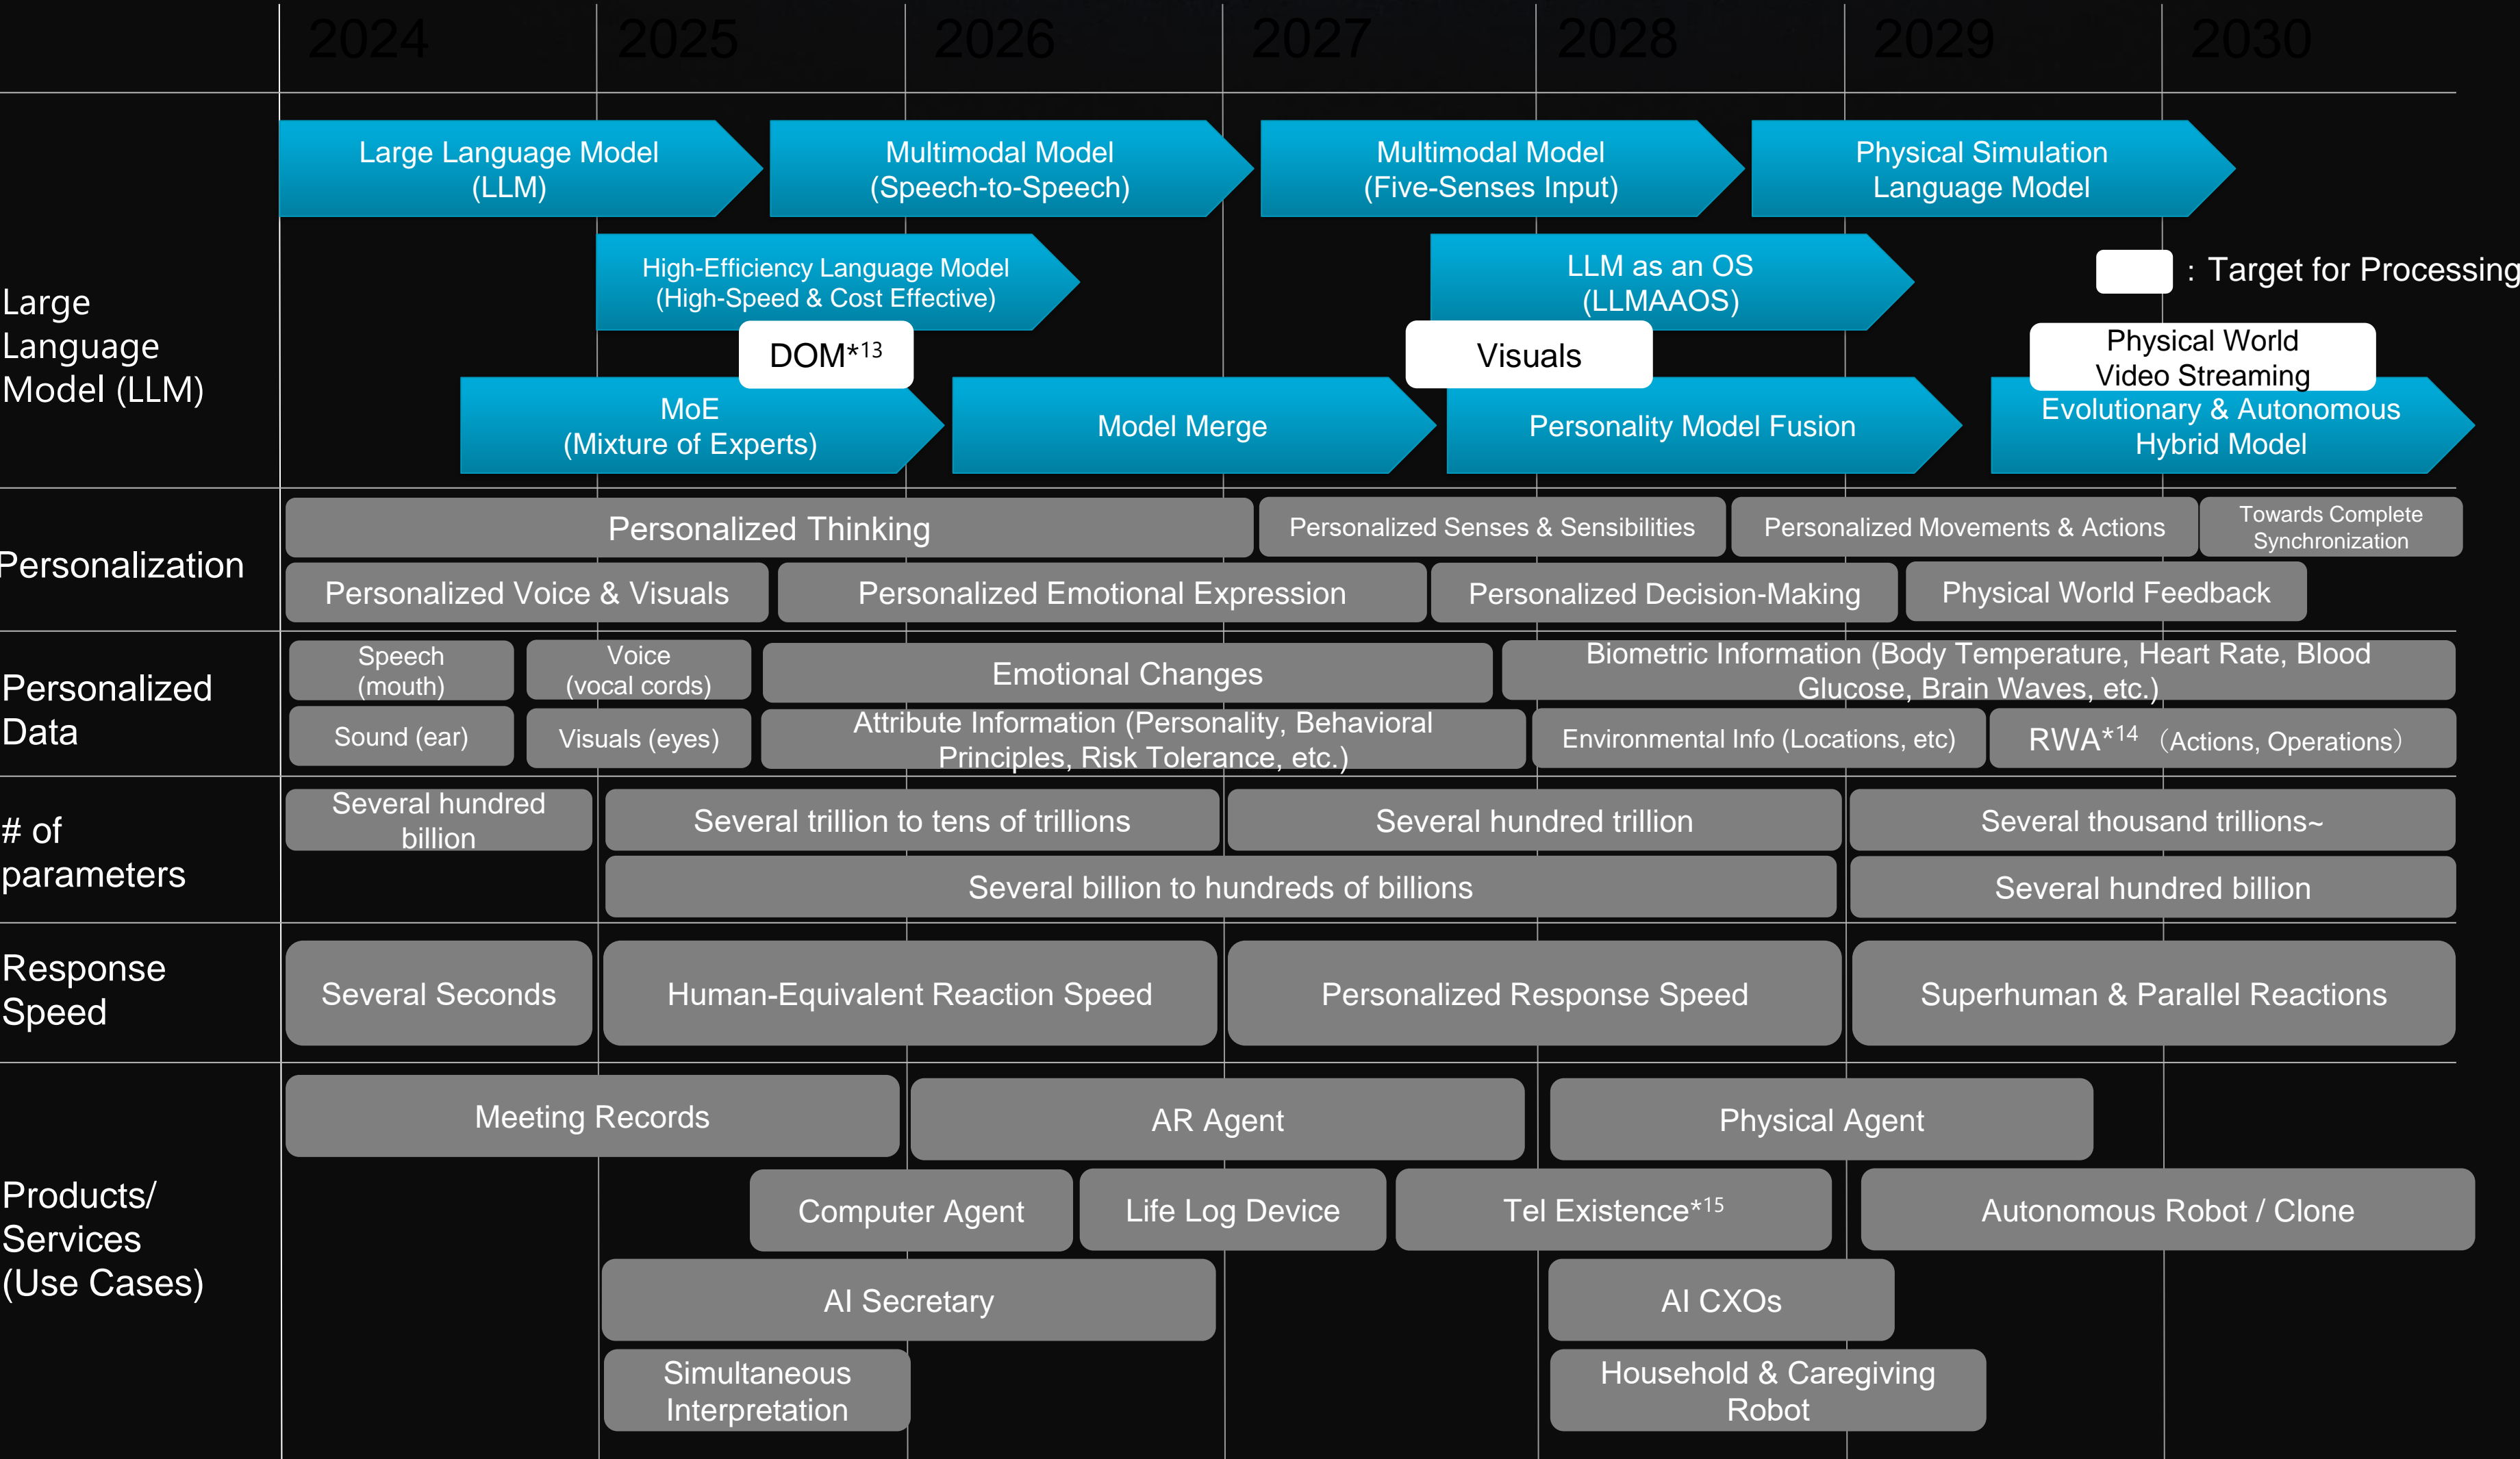 2024 2025 2026 2027 2028 2029 2030
Large
Language
Model (LLM)
Large Language Model
(LLM)
Multimodal Model
(Speech-to-Speech)
Multimodal Model
(Five-Senses Input)
Physical Simulation
Language Model
High-Efficiency Language Model
(High-Speed & Cost Effective)
LLM as an OS
(LLMAAOS)
: Target for Processing
DOM*13
Visuals
Physical World
Video Streaming
MoE
(Mixture of Experts)
Model Merge
Personality Model Fusion
Evolutionary & Autonomous
Hybrid Model
Personalization
Personalized Thinking
Personalized Senses & Sensibilities
Personalized Movements & Actions
Towards Complete
Synchronization
Personalized Voice & Visuals
Personalized Emotional Expression
Personalized Decision-Making
Physical World Feedback
Personalized
Data
Speech
(mouth)
Voice
(vocal cords)
Emotional Changes
Biometric Information (Body Temperature, Heart Rate, Blood
Glucose, Brain Waves, etc.)
Sound (ear)
Visuals (eyes)
Attribute Information (Personality, Behavioral
Principles, Risk Tolerance, etc.)
Environmental Info (Locations, etc)
RWA*14 （Actions, Operations）
# of
parameters
Several hundred
billion
Several trillion to tens of trillions
Several hundred trillion
Several thousand trillions~
Several billion to hundreds of billions
Several hundred billion
Response
Speed
Several Seconds
Human-Equivalent Reaction Speed
Personalized Response Speed
Superhuman & Parallel Reactions
Products/
Services
(Use Cases)
Meeting Records
AR Agent
Physical Agent
Computer Agent
Life Log Device
Tel Existence*15
Autonomous Robot / Clone
AI Secretary
AI CXOs
Simultaneous
Interpretation
Household & Caregiving
Robot